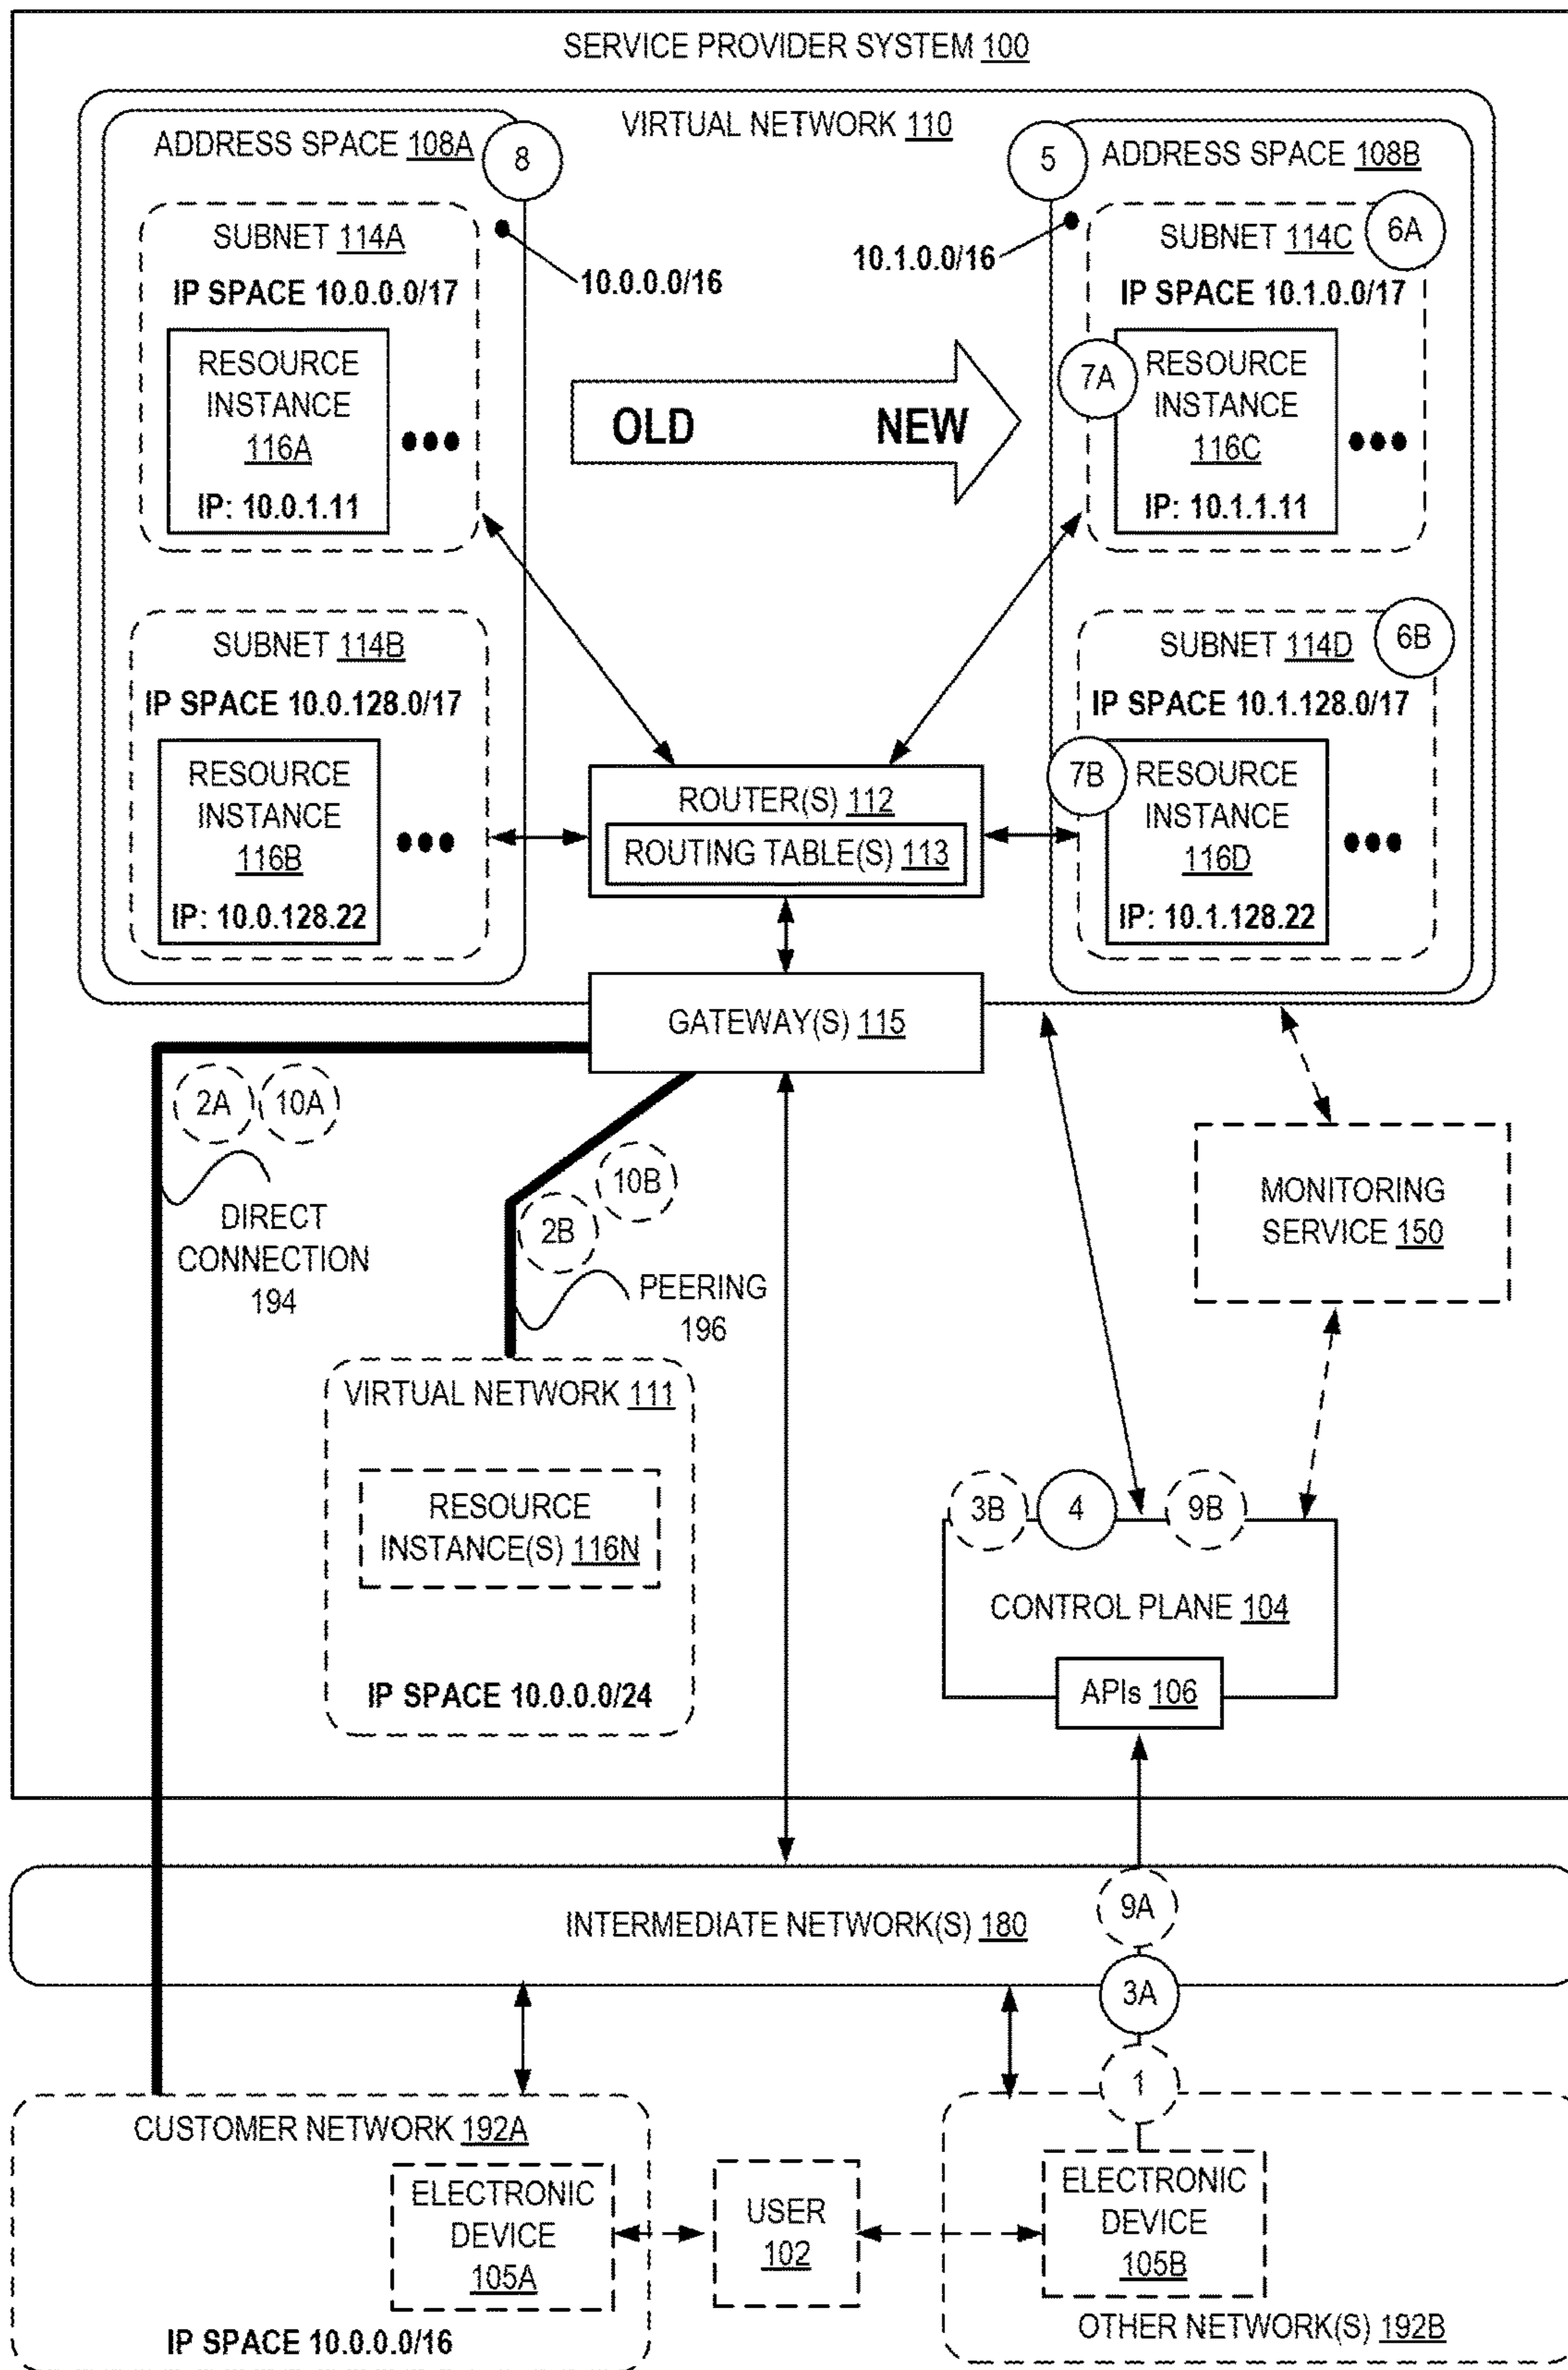 SERVICE PROVIDER SYSTEM 100
VIRTUAL NETWORK 110
ADDRESS SPACE 108A
8
5
ADDRESS SPACE 108B
SUBNET 114A
IP SPACE 10.0.0.0/17
10.0.0.0/16
10.1.0.0/16
SUBNET 114C
6A
IP SPACE 10.1.0.0/17
RESOURCE
INSTANCE
116A
IP: 10.0.1.11
OLD
NEW
7A
RESOURCE
INSTANCE
116C
IP: 10.1.1.11
SUBNET 114B
IP SPACE 10.0.128.0/17
RESOURCE
INSTANCE
116B
IP: 10.0.128.22
SUBNET 114D
6B
IP SPACE 10.1.128.0/17
7B
RESOURCE
INSTANCE
116D
IP: 10.1.128.22
ROUTER(S) 112
ROUTING TABLE(S) 113
GATEWAY(S) 115
2A
10A
DIRECT
CONNECTION
194
10B
2B
PEERING
196
MONITORING
SERVICE 150
VIRTUAL NETWORK 111
RESOURCE
INSTANCE(S) 116N
IP SPACE 10.0.0.0/24
3B
4
9B
CONTROL PLANE 104
APIs 106
INTERMEDIATE NETWORK(S) 180
9A
3A
1
CUSTOMER NETWORK 192A
ELECTRONIC
DEVICE
105A
IP SPACE 10.0.0.0/16
USER
102
ELECTRONIC
DEVICE
105B
OTHER NETWORK(S) 192B